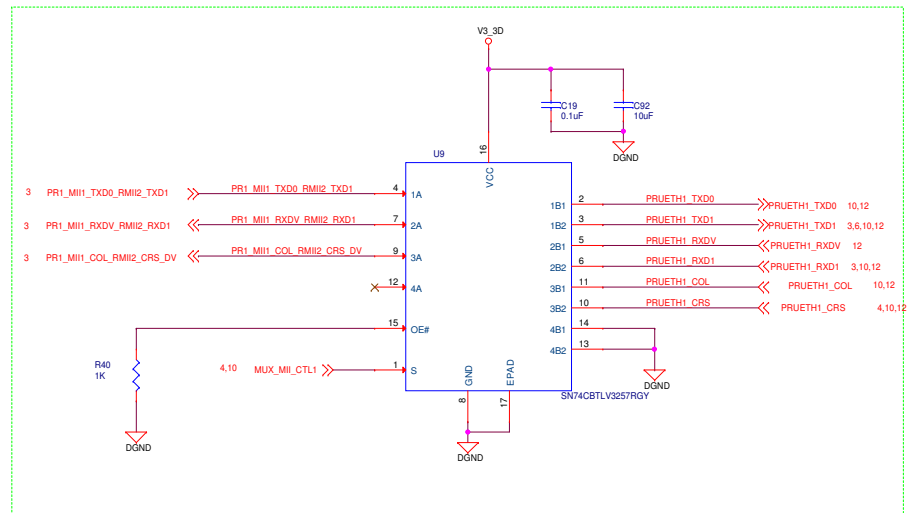 V3_3D
C19
0.1uF
C92
10uF
DGND
U9
16
VCC
3 PR1_MII1_TXD0_RMII2_TXD1 PR1_MII1_TXD0_RMII2_TXD1 4 1A
3 PR1_MII1_RXDV_RMII2_RXD1 PR1_MII1_RXDV_RMII2_RXD1 7 2A
3 PR1_MII1_COL_RMII2_CRS_DV PR1_MII1_COL_RMII2_CRS_DV 9 3A
12 4A
15 OE#
R40
1K
4,10 MUX_MII_CTL1 1 S
DGND
1B1 2 PRUETH1_TXD0 PRUETH1_TXD0 10,12
1B2 3 PRUETH1_TXD1 PRUETH1_TXD1 3,6,10,12
2B1 5 PRUETH1_RXDV PRUETH1_RXDV 12
2B2 6 PRUETH1_RXD1 PRUETH1_RXD1 3,10,12
3B1 11 PRUETH1_COL PRUETH1_COL 10,12
3B2 10 PRUETH1_CRS PRUETH1_CRS 4,10,12
4B1 14
4B2 13
DGND
GND
EPAD
8
17
SN74CBTLV3257RGY
DGND